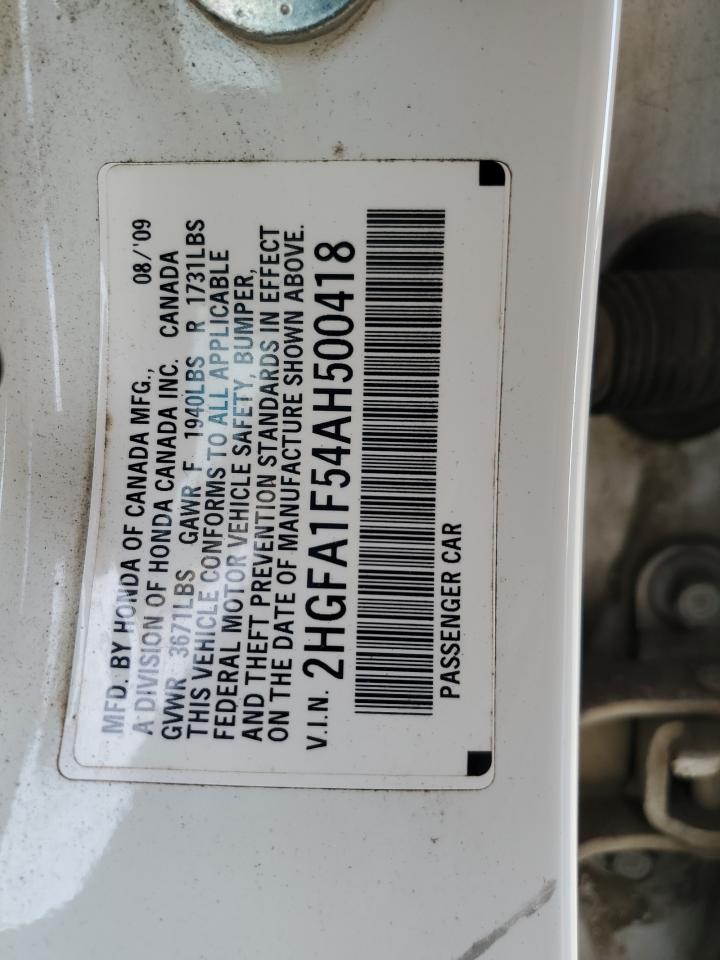 MFD. BY HONDA OF CANADA MFG., 08/'09
A DIVISION OF HONDA CANADA INC. CANADA
GVWR 3671LBS GAWR F 1940LBS R 1731LBS
THIS VEHICLE CONFORMS TO ALL APPLICABLE
FEDERAL MOTOR VEHICLE SAFETY, BUMPER,
AND THEFT PREVENTION STANDARDS IN EFFECT
ON THE DATE OF MANUFACTURE SHOWN ABOVE.
V.I.N. 2HGFA1F54AH500418
PASSENGER CAR